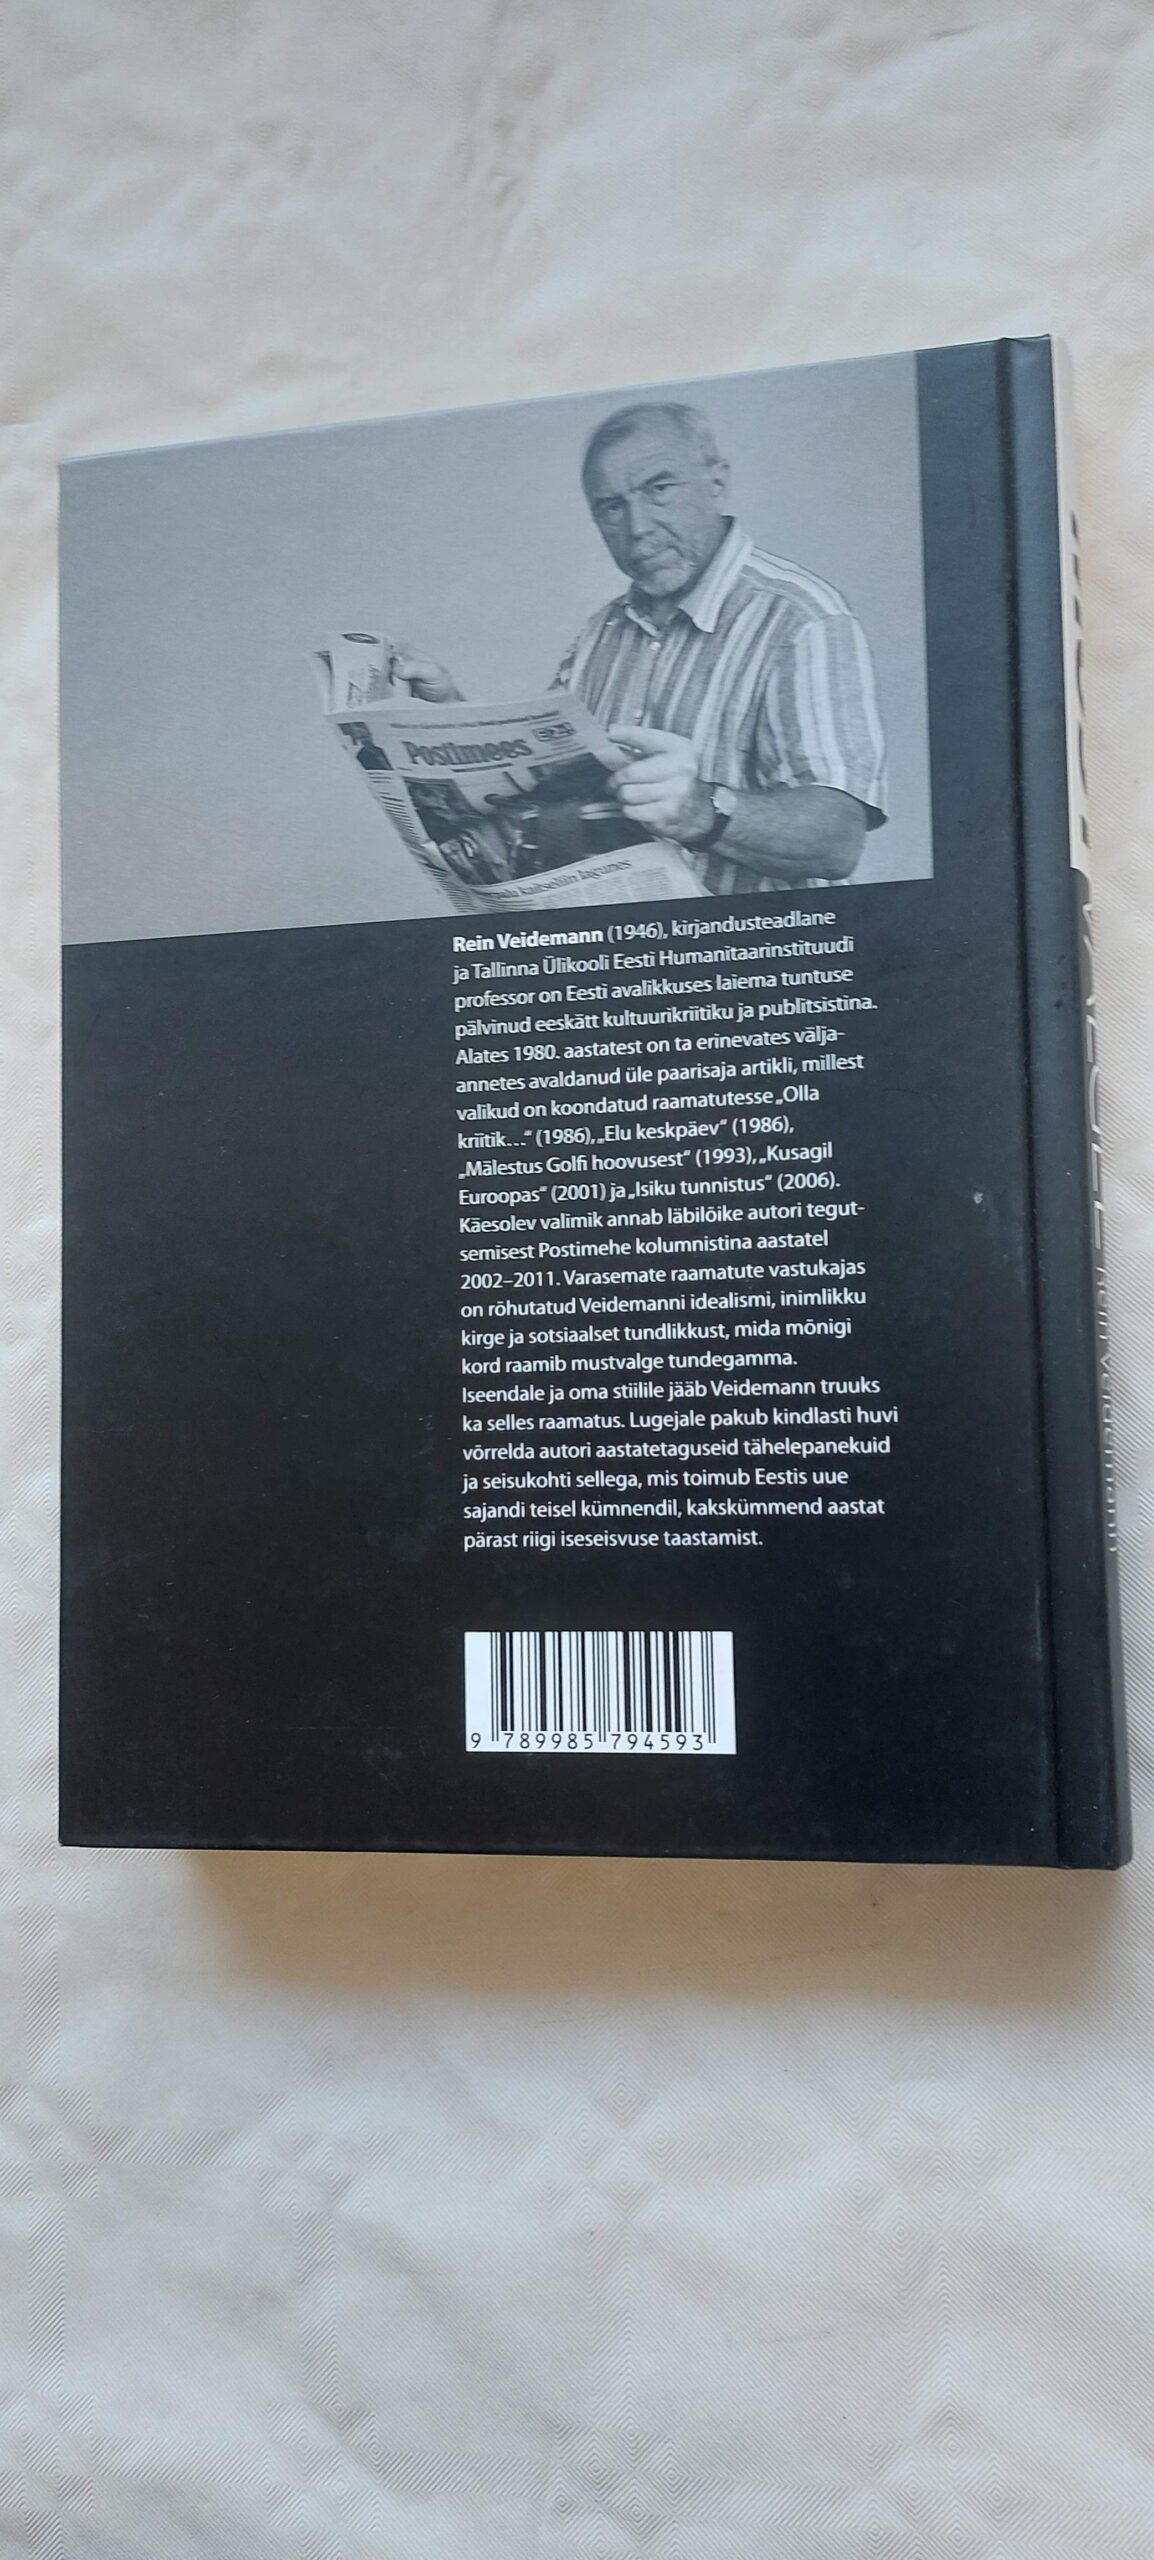 Postimees
kaitseliin lagunes
Rein Veidemann (1946), kirjandusteadlane
ja Tallinna Ülikooli Eesti Humanitaarinstituudi
professor on Eesti avalikkuses laiema tuntuse
pälvinud eeskätt kultuurikriitiku ja publitsistina.
Alates 1980. aastatest on ta erinevates välja-
annetes avaldanud üle paarisaja artikli, millest
valikud on koondatud raamatutesse „Olla
kriitik...“ (1986), „Elu keskpäev“ (1986),
„Mälestus Golfi hoovusest“ (1993), „Kusagil
Euroopas“ (2001) ja „Isiku tunnistus“ (2006).
Käesolev valimik annab läbilõike autori tegut-
semisest Postimehe kolumnistina aastatel
2002–2011. Varasemate raamatute vastukajas
on rõhutatud Veidemanni idealismi, inimlikku
kirge ja sotsiaalset tundlikkust, mida mõnigi
kord raamib mustvalge tundegamma.
Iseendale ja oma stiilile jääb Veidemann truuks
ka selles raamatus. Lugejale pakub kindlasti huvi
võrrelda autori aastatetaguseid tähelepanekuid
ja seisukohti sellega, mis toimub Eestis uue
sajandi teisel kümnendil, kakskümmend aastat
pärast riigi iseseisvuse taastamist.
9 789985 794593
Rein Veidemann